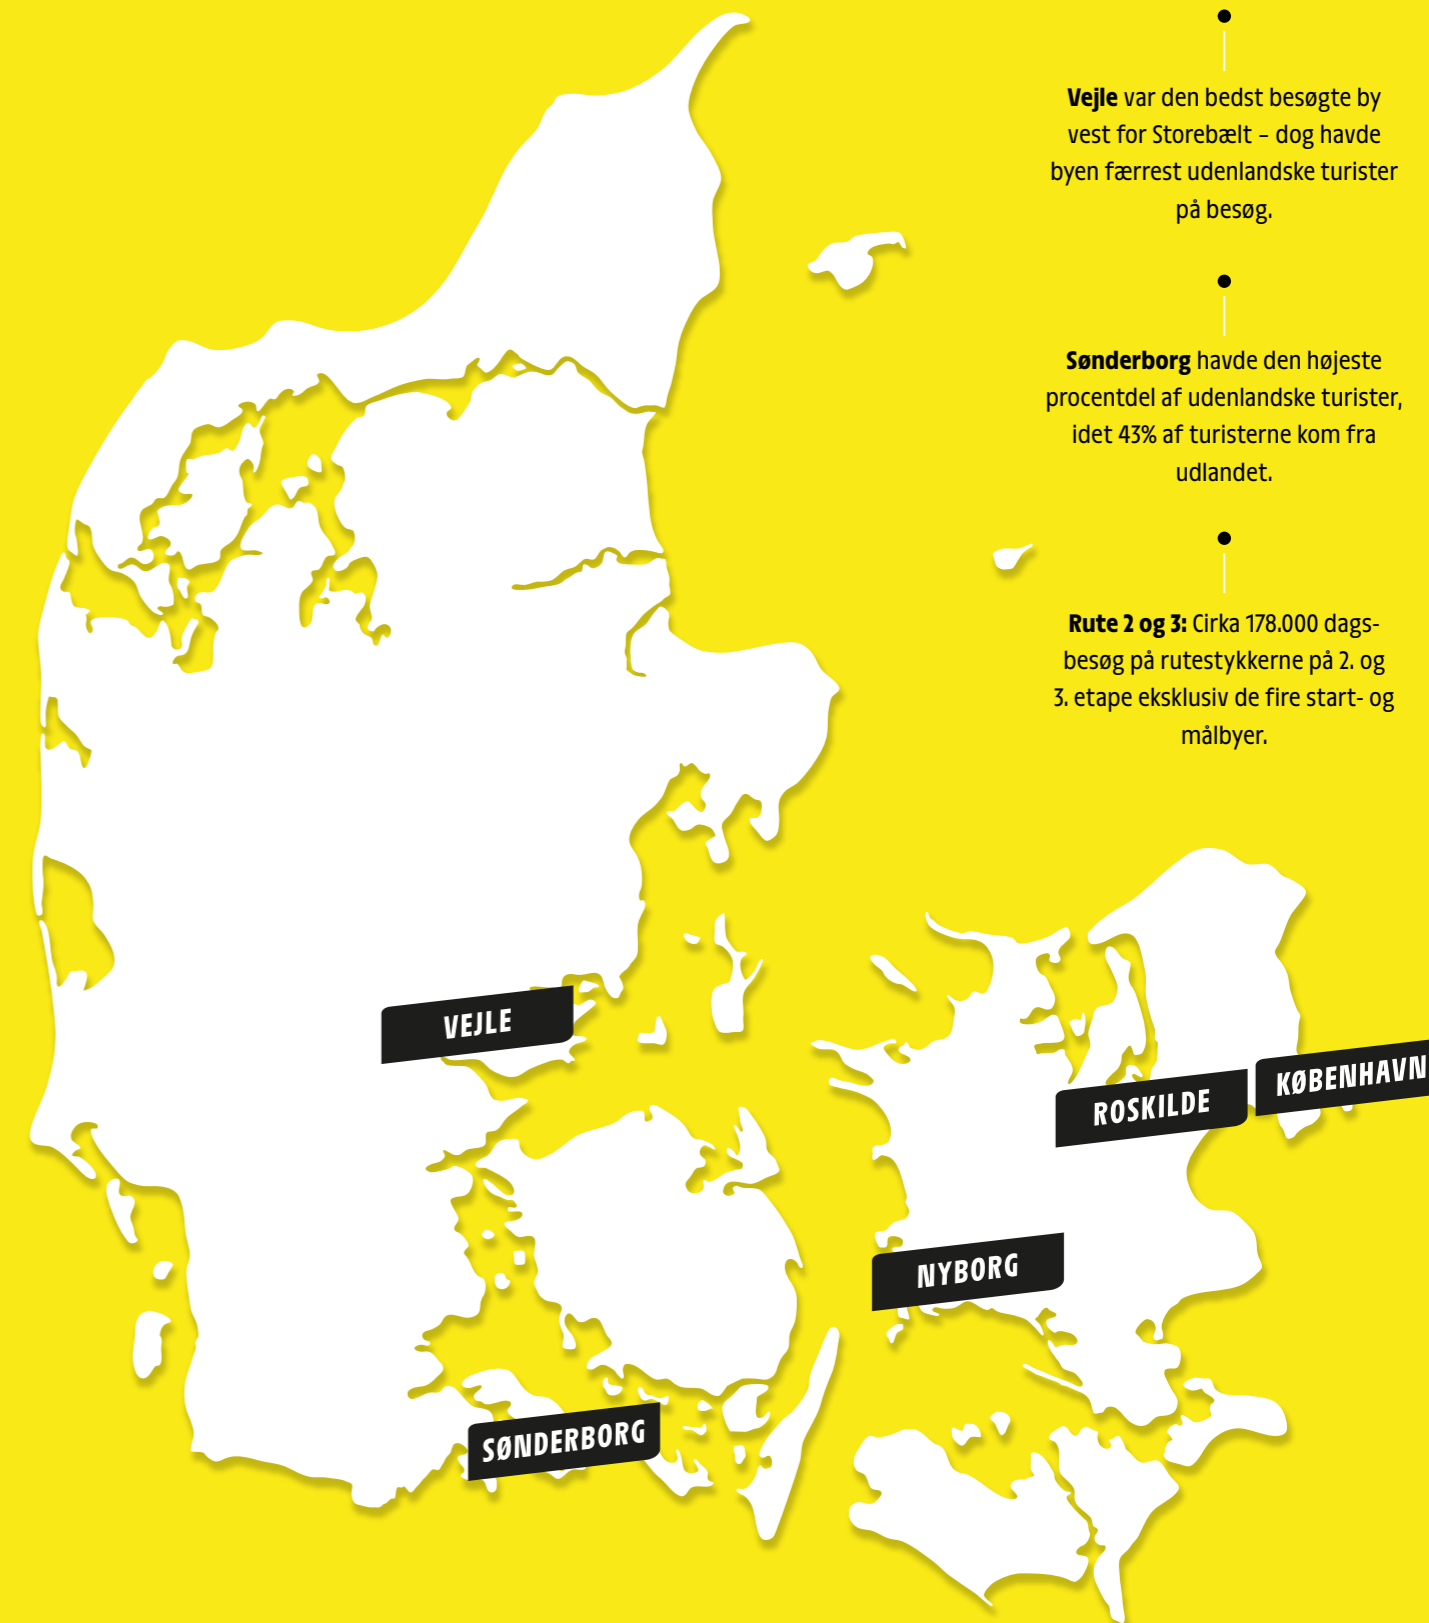 Vejle var den bedst besøgte by
vest for Storebælt – dog havde
byen færrest udenlandske turister
på besøg.
Sønderborg havde den højeste
procentdel af udenlandske turister,
idet 43% af turisterne kom fra
udlandet.
Rute 2 og 3: Cirka 178.000 dags-
besøg på rutestykkerne på 2. og
3. etape eksklusiv de fire start- og
målbyer.
VEJLE
KØBENHAVN
ROSKILDE
NYBORG
SØNDERBORG